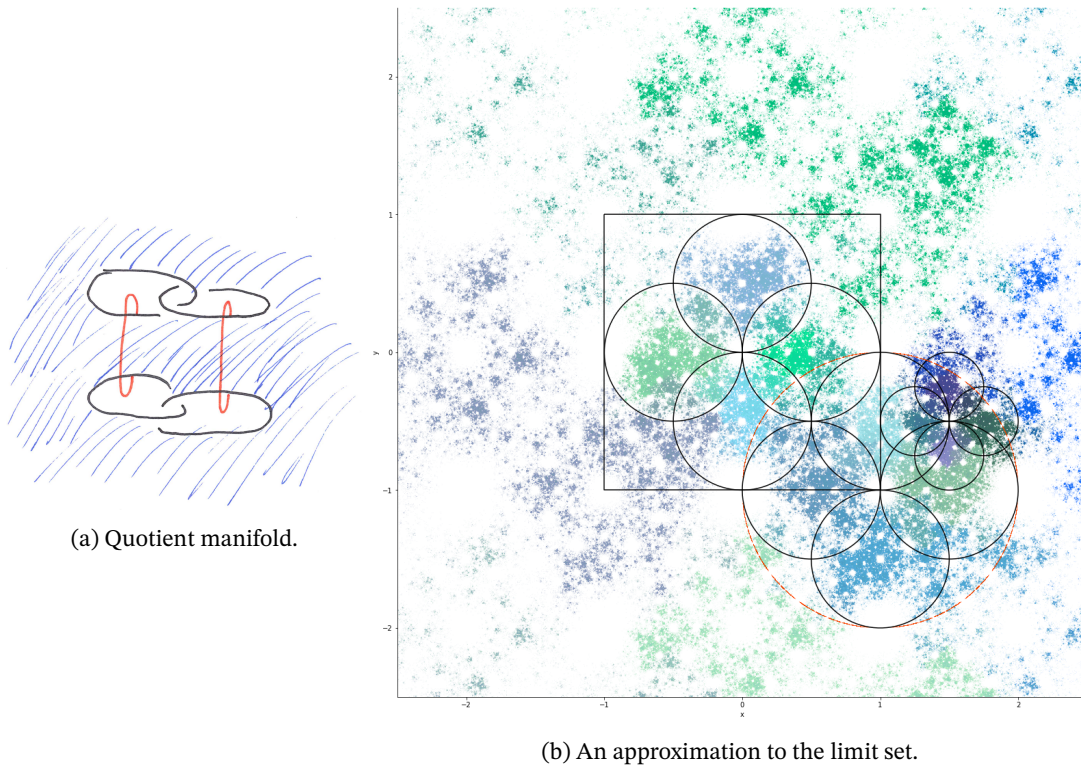 (a) Quotient manifold.
y
2
1
0
−1
−2
−2
−1
0
1
2
x
(b) An approximation to the limit set.